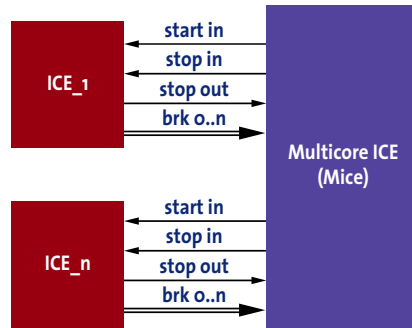 start in
stop in
ICE_1
stop out
brk 0..n
Multicore ICE
(Mice)
start in
stop in
ICE_n
stop out
brk 0..n